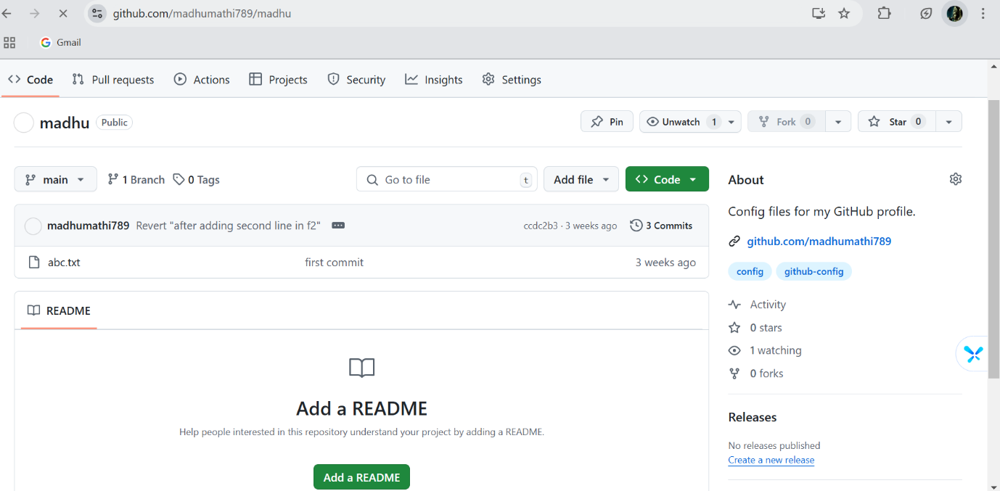 github.com/madhumathi789/madhu
Gmail
Code Pull requests Actions Projects Security Insights Settings
madhu Public
Pin Unwatch 1 Fork 0 Star 0
main 1 Branch 0 Tags Go to file t Add file Code
madhumathi789 Revert "after adding second line in f2" ccdc2b3 · 3 weeks ago 3 Commits
abc.txt first commit 3 weeks ago
README
Add a README
Help people interested in this repository understand your project by adding a README.
Add a README
About
Config files for my GitHub profile.
github.com/madhumathi789
config github-config
Activity
0 stars
1 watching
0 forks
Releases
No releases published
Create a new release